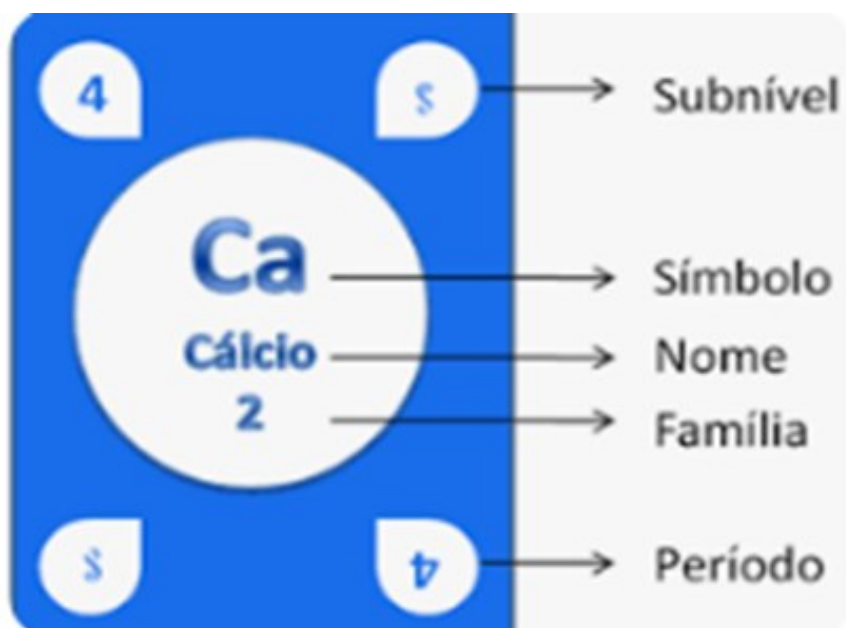 4 s Subnível
Ca Símbolo
Cálcio Nome
2 Família
s 4 Período